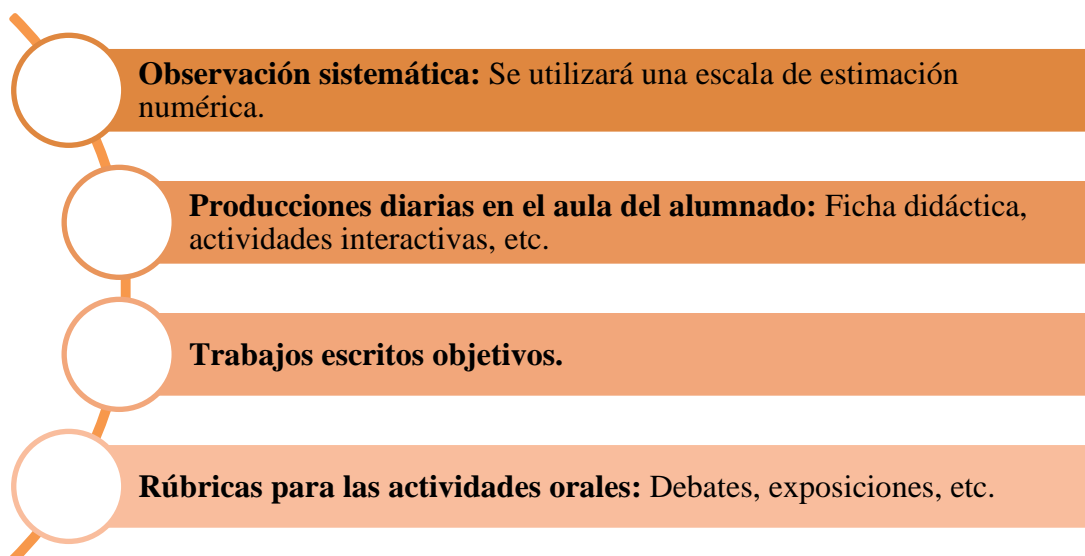 Observación sistemática: Se utilizará una escala de estimación
numérica.
Producciones diarias en el aula del alumnado: Ficha didáctica,
actividades interactivas, etc.
Trabajos escritos objetivos.
Rúbricas para las actividades orales: Debates, exposiciones, etc.